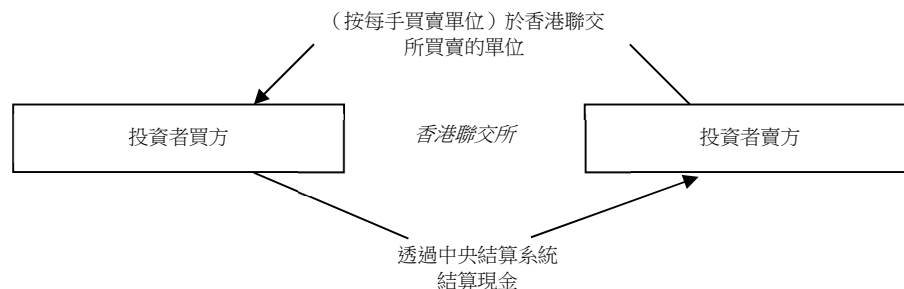 （按每手買賣單位）於香港聯交
所買賣的單位
投資者買方
香港聯交所
投資者賣方
透過中央結算系統
結算現金